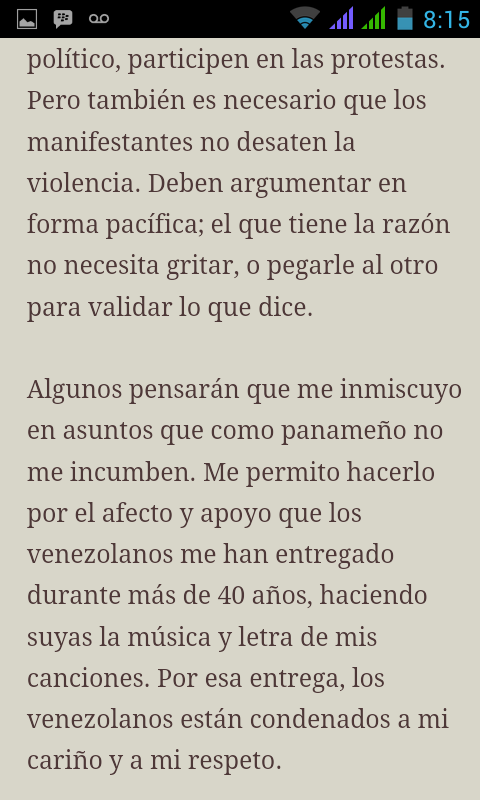 8:15
político, participen en las protestas.
Pero también es necesario que los
manifestantes no desaten la
violencia. Deben argumentar en
forma pacífica; el que tiene la razón
no necesita gritar, o pegarle al otro
para validar lo que dice.
Algunos pensarán que me inmiscuyo
en asuntos que como panameño no
me incumben. Me permito hacerlo
por el afecto y apoyo que los
venezolanos me han entregado
durante más de 40 años, haciendo
suyas la música y letra de mis
canciones. Por esa entrega, los
venezolanos están condenados a mi
cariño y a mi respeto.